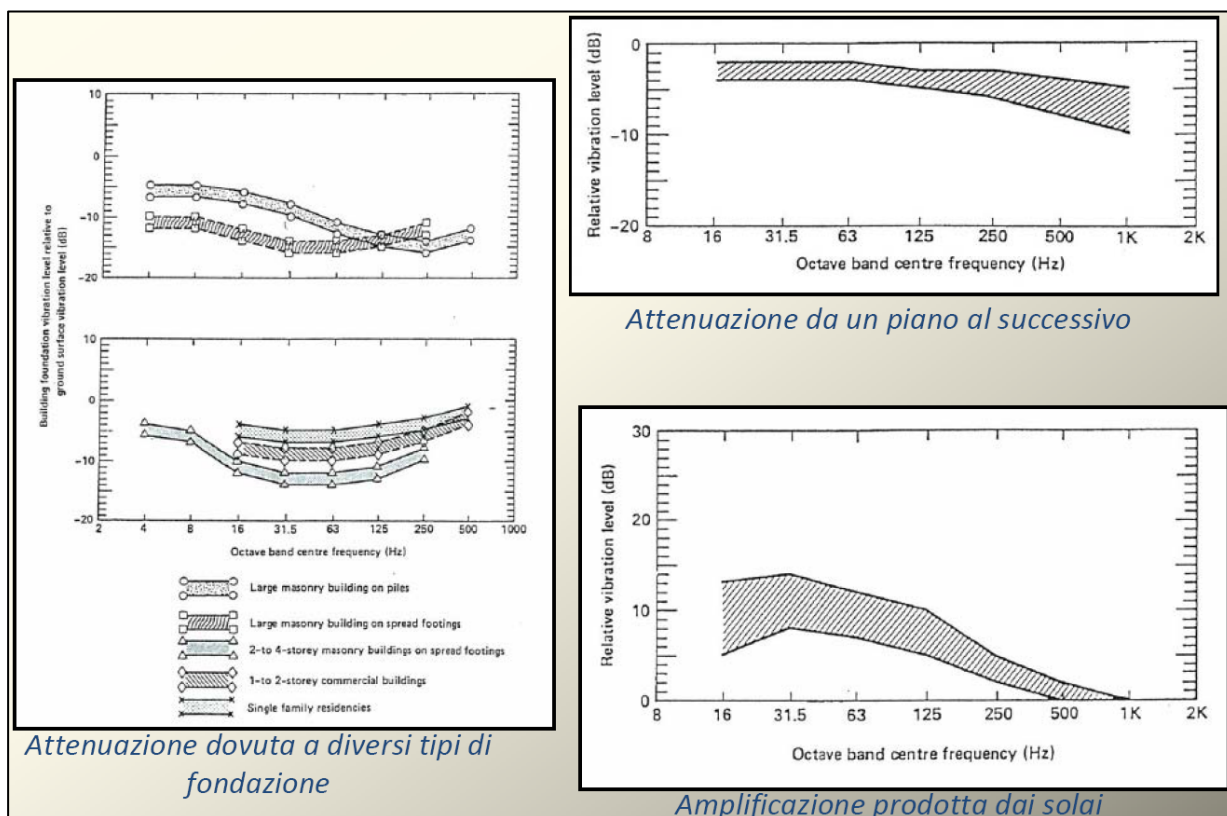 Building foundation vibration level relative to
ground surface vibration level (dB)
10
0
−10
−20
10
0
−5
−10
−20
2 4 8 16 31.5 63 125 250 500 1000
Octave band centre frequency (Hz)
Large masonry building on piles
Large masonry building on spread footings
2-to 4-storey masonry buildings on spread footings
1-to 2-storey commercial buildings
Single family residencies
Attenuazione dovuta a diversi tipi di
fondazione
Relative vibration level (dB)
0
−10
−20
8 16 31.5 63 125 250 500 1K 2K
Octave band centre frequency (Hz)
Attenuazione da un piano al successivo
Relative vibration level (dB)
30
20
10
0
8 16 31.5 63 125 250 500 1K 2K
Octave band centre frequency (Hz)
Amplificazione prodotta dai solai